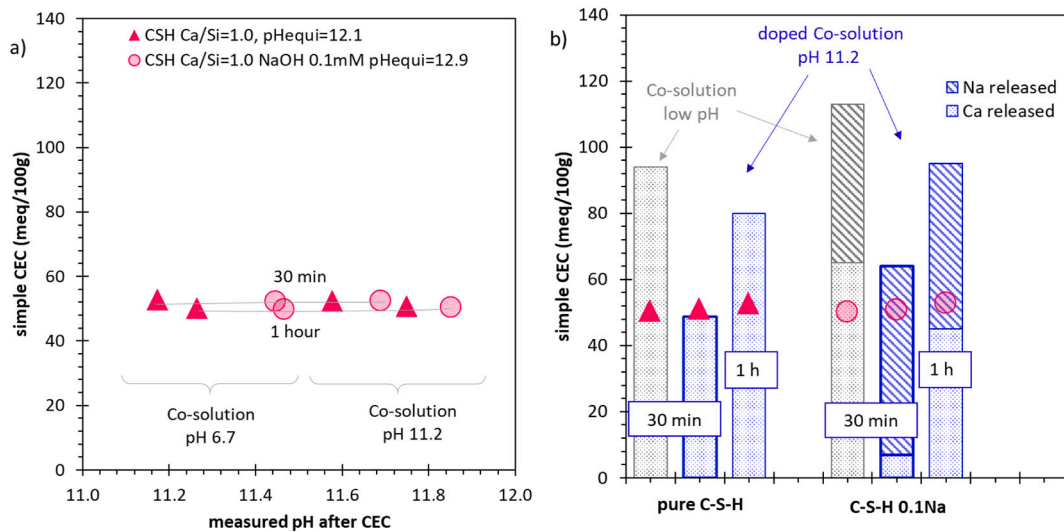 a)
simple CEC (meq/100g)
140
120
100
80
60
40
20
0
CSH Ca/Si=1.0, pHequi=12.1
CSH Ca/Si=1.0 NaOH 0.1mM pHequi=12.9
30 min
1 hour
Co-solution
pH 6.7
Co-solution
pH 11.2
11.0 11.2 11.4 11.6 11.8 12.0
measured pH after CEC
b)
simple CEC (meq/100g)
140
120
100
80
60
40
20
0
doped Co-solution
pH 11.2
Co-solution
low pH
Na released
Ca released
1 h
1 h
30 min
30 min
pure C-S-H
C-S-H 0.1Na